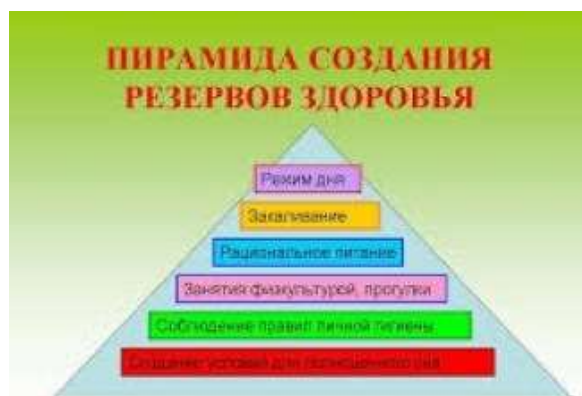 ПИРАМИДА СОЗДАНИЯ
РЕЗЕРВОВ ЗДОРОВЬЯ
Режим дня
Закаливание
Рациональное питание
Занятия физкультурой, прогулки
Соблюдение правил личной гигиены
Создание условий для полноценного сна